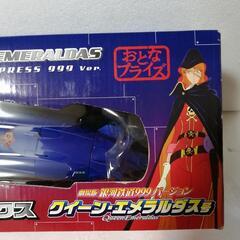 EMERALDAS
PRESS 999 Ver.
おとな
プライズ
劇場版 銀河鉄道999 バージョン
クイーン・エメラルダス号
Queen Emeraldas
クス